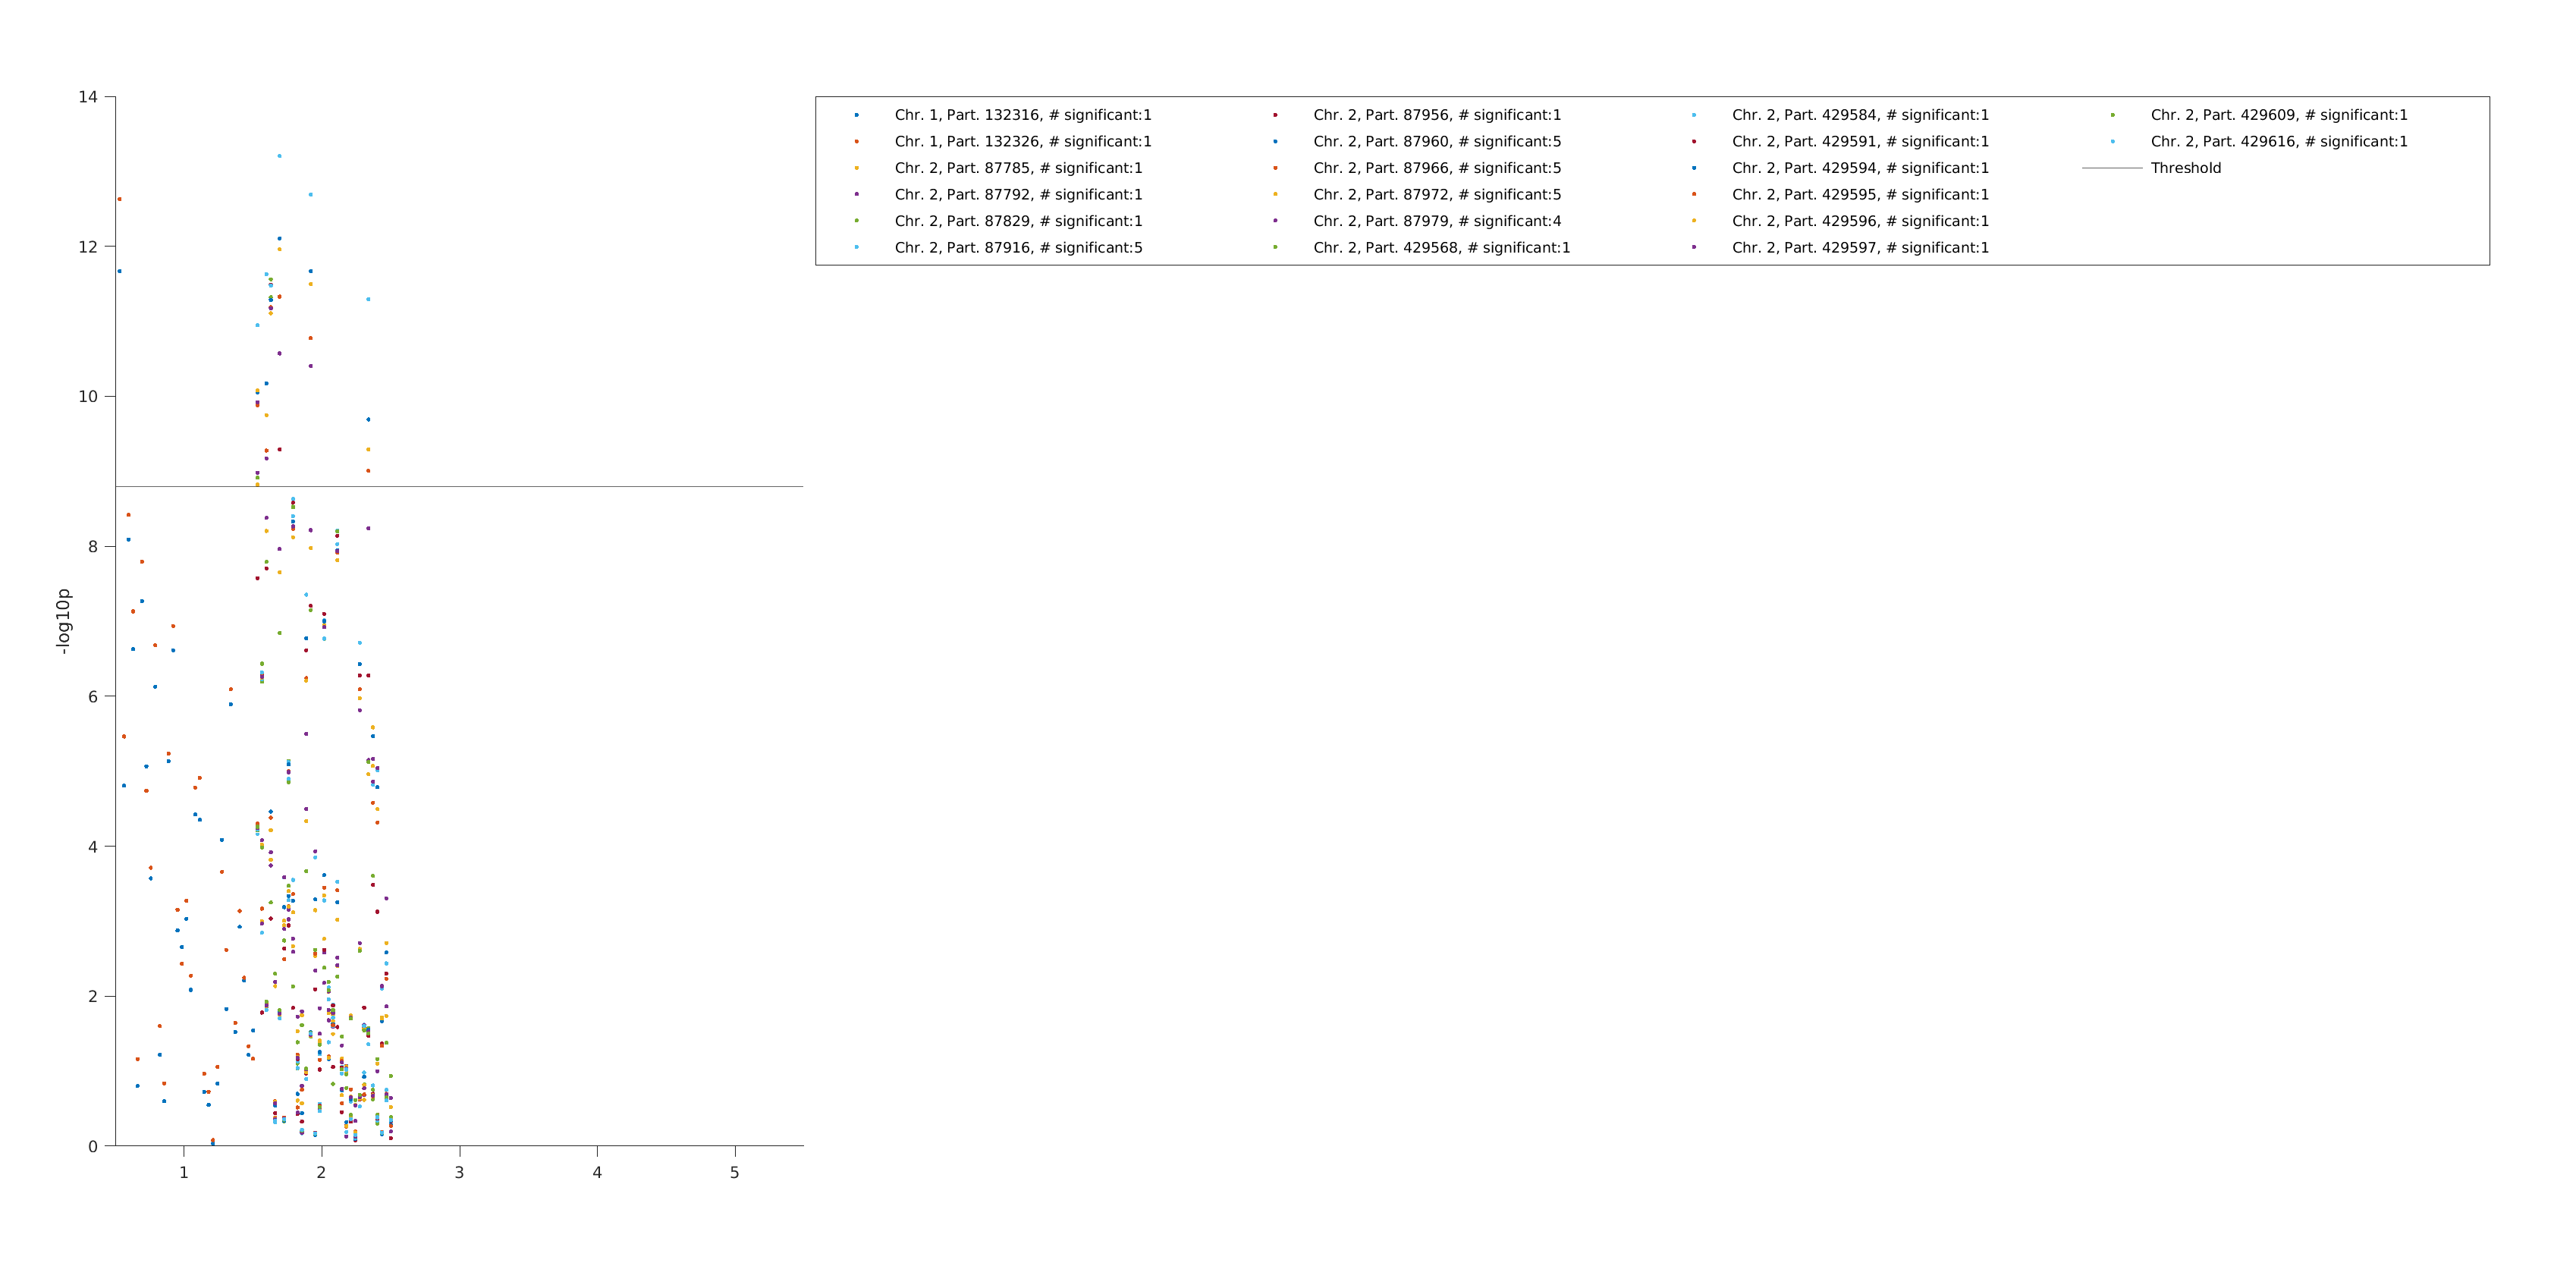 14
12
10
8
6
4
2
0
-log10p
1 2 3 4 5
Chr. 1, Part. 132316, # significant:1
Chr. 1, Part. 132326, # significant:1
Chr. 2, Part. 87785, # significant:1
Chr. 2, Part. 87792, # significant:1
Chr. 2, Part. 87829, # significant:1
Chr. 2, Part. 87916, # significant:5
Chr. 2, Part. 87956, # significant:1
Chr. 2, Part. 87960, # significant:5
Chr. 2, Part. 87966, # significant:5
Chr. 2, Part. 87972, # significant:5
Chr. 2, Part. 87979, # significant:4
Chr. 2, Part. 429568, # significant:1
Chr. 2, Part. 429584, # significant:1
Chr. 2, Part. 429591, # significant:1
Chr. 2, Part. 429594, # significant:1
Chr. 2, Part. 429595, # significant:1
Chr. 2, Part. 429596, # significant:1
Chr. 2, Part. 429597, # significant:1
Chr. 2, Part. 429609, # significant:1
Chr. 2, Part. 429616, # significant:1
Threshold